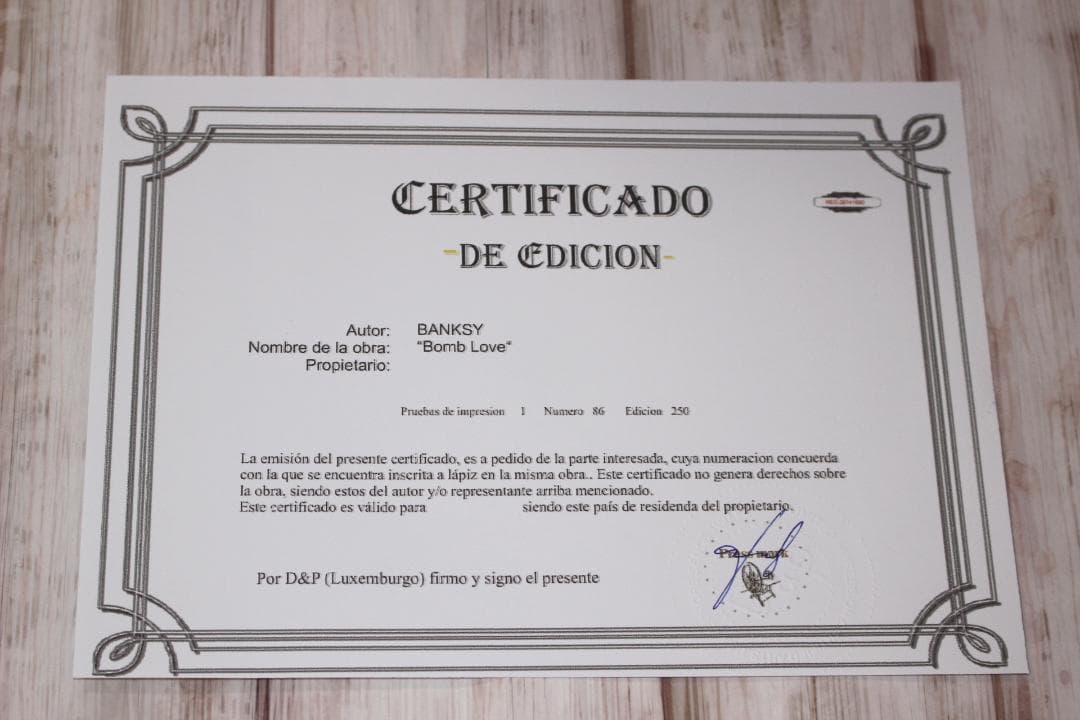 CERTIFICADO
-DE EDICION-
Autor: BANKSY
Nombre de la obra: "Bomb Love"
Propietario:
Pruebas de impresion 1 Numero 86 Edicion 250
La emisión del presente certificado, es a pedido de la parte interesada, cuya numeracion concuerda
con la que se encuentra inscrita a lápiz en la misma obra.. Este certificado no genera derechos sobre
la obra, siendo estos del autor y/o representante arriba mencionado.
Este certificado es válido para siendo este país de residenda del propietario.
Press mark
Por D&P (Luxemburgo) firmo y signo el presente